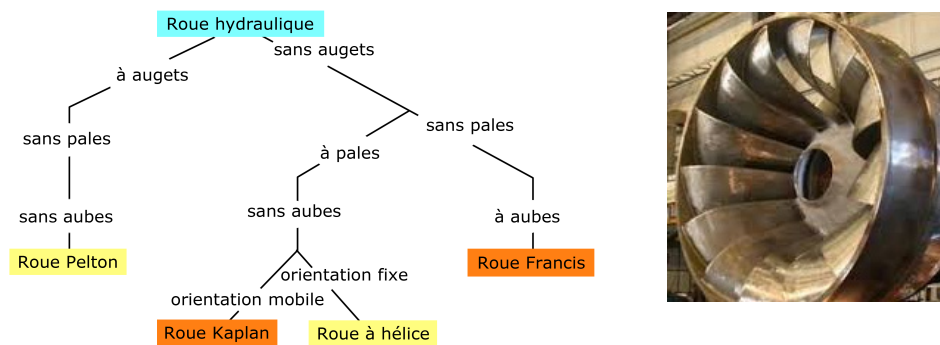 Roue hydraulique
sans augets
à augets
sans pales
sans pales
à pales
sans aubes
sans aubes
à aubes
Roue Pelton
Roue Francis
orientation fixe
orientation mobile
Roue Kaplan
Roue à hélice